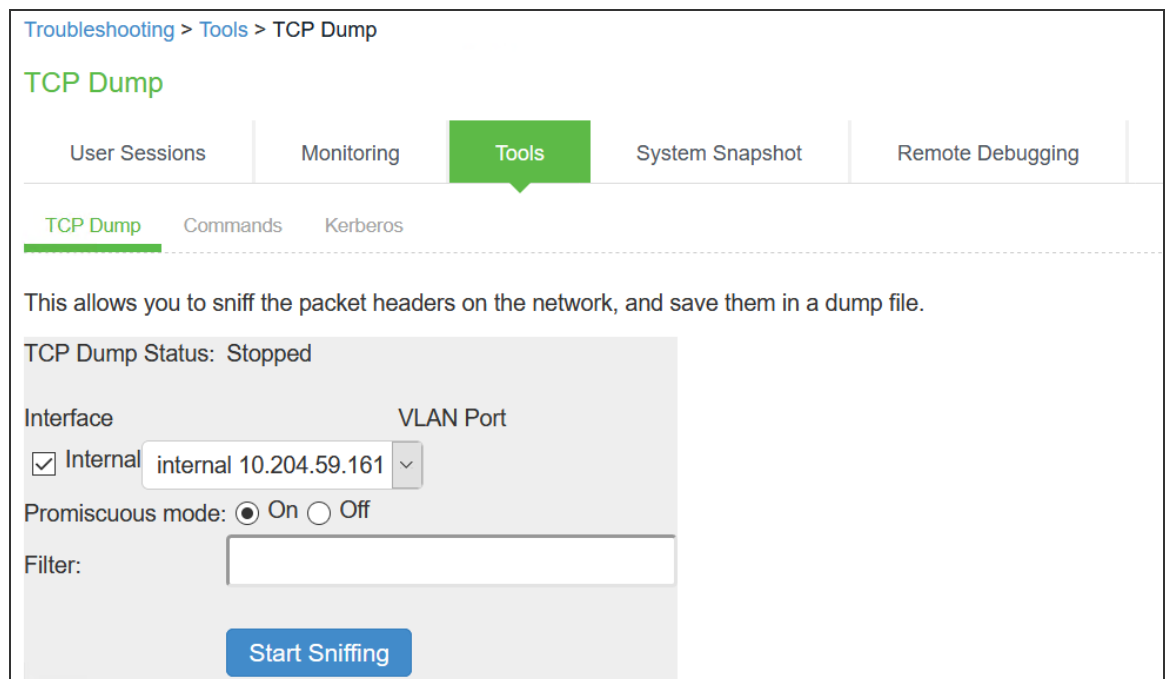 Troubleshooting > Tools > TCP Dump
TCP Dump
User Sessions Monitoring Tools System Snapshot Remote Debugging
TCP Dump Commands Kerberos
This allows you to sniff the packet headers on the network, and save them in a dump file.
TCP Dump Status: Stopped
Interface VLAN Port
Internal internal 10.204.59.161
Promiscuous mode: On Off
Filter:
Start Sniffing